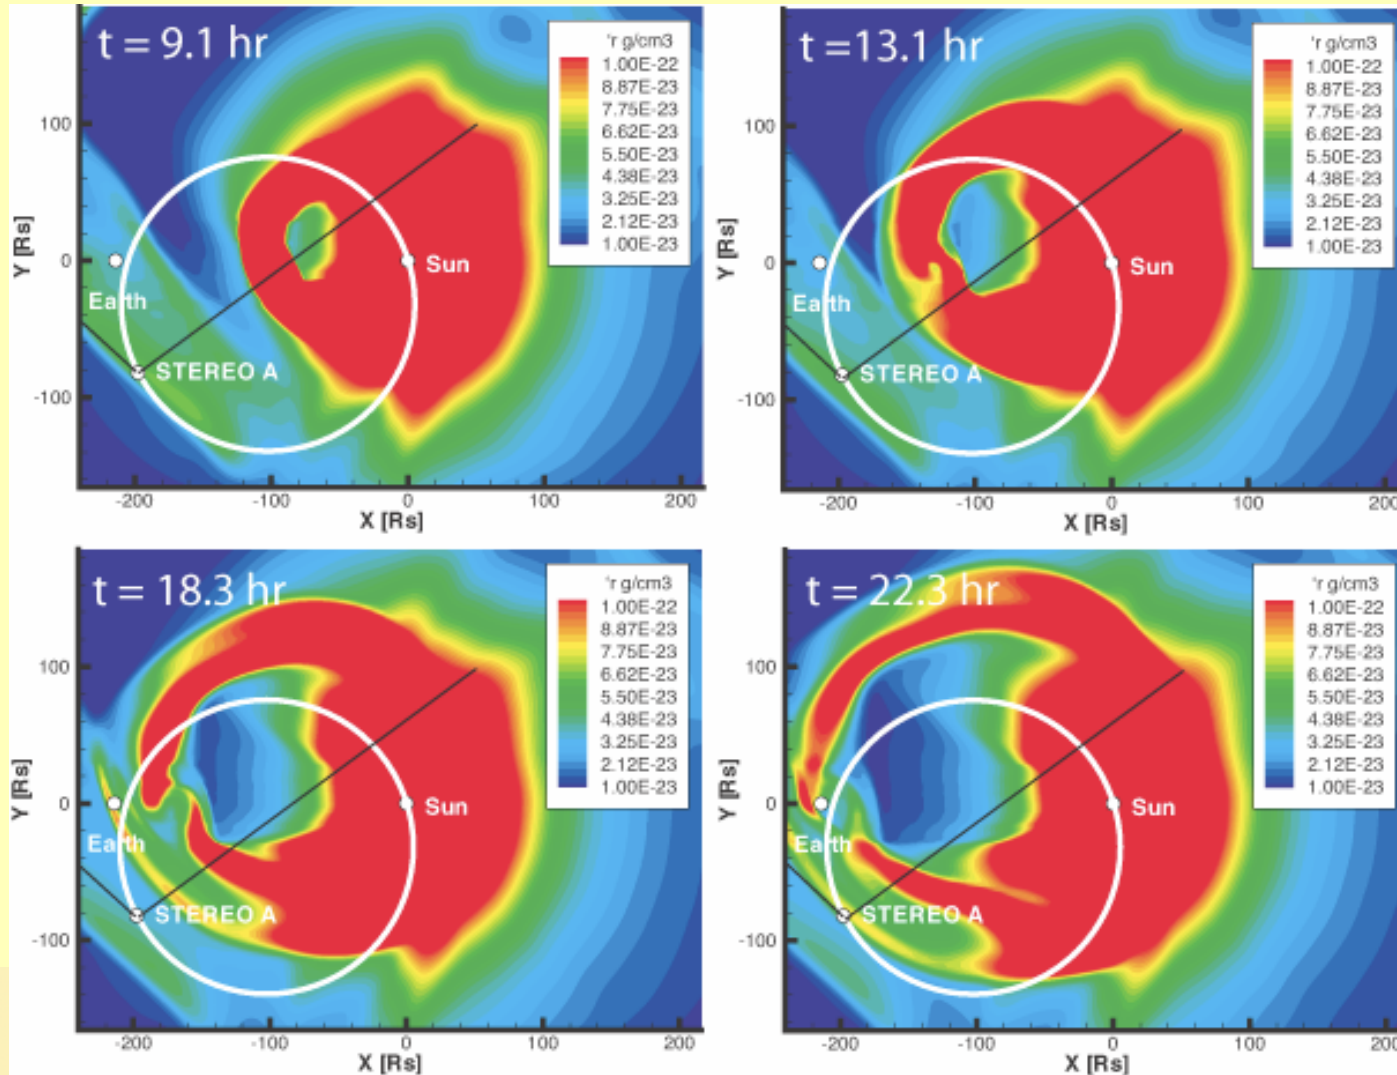 t = 9.1 hr
'r g/cm3
1.00E-22
8.87E-23
7.75E-23
6.62E-23
5.50E-23
4.38E-23
3.25E-23
2.12E-23
1.00E-23
Y [Rs]
100
0
-100
Earth
Sun
STEREO A
-200
-100
0
100
200
X [Rs]
t =13.1 hr
'r g/cm3
1.00E-22
8.87E-23
7.75E-23
6.62E-23
5.50E-23
4.38E-23
3.25E-23
2.12E-23
1.00E-23
Y [Rs]
100
0
-100
Earth
Sun
STEREO A
-200
-100
0
100
200
X [Rs]
t = 18.3 hr
'r g/cm3
1.00E-22
8.87E-23
7.75E-23
6.62E-23
5.50E-23
4.38E-23
3.25E-23
2.12E-23
1.00E-23
Y [Rs]
100
0
-100
Earth
Sun
STEREO A
-200
-100
0
100
200
X [Rs]
t = 22.3 hr
'r g/cm3
1.00E-22
8.87E-23
7.75E-23
6.62E-23
5.50E-23
4.38E-23
3.25E-23
2.12E-23
1.00E-23
Y [Rs]
100
0
-100
Earth
Sun
STEREO A
-200
-100
0
100
200
X [Rs]